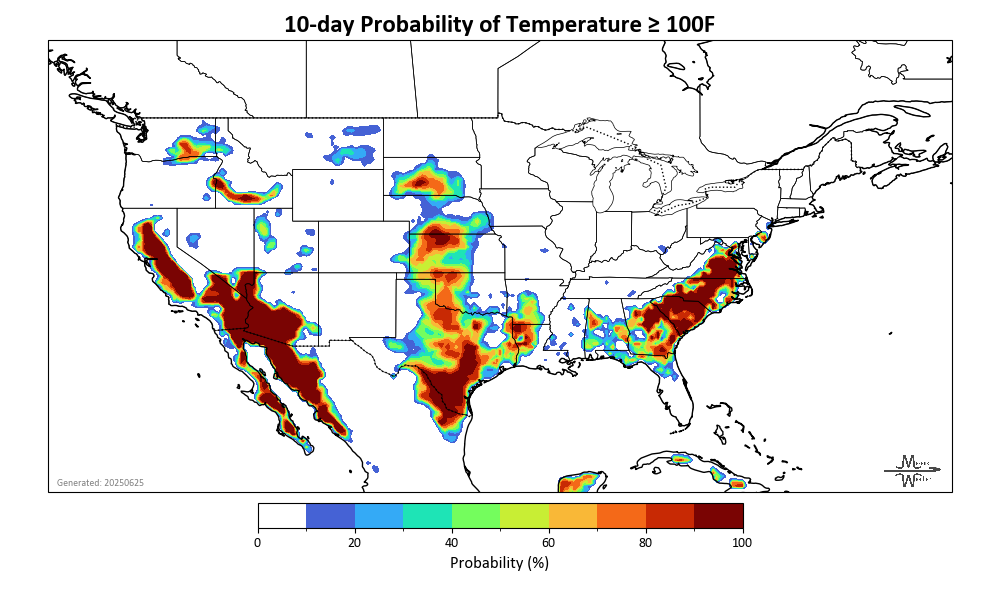 10-day Probability of Temperature ≥ 100F
Generated: 20250625
0 20 40 60 80 100
Probability (%)